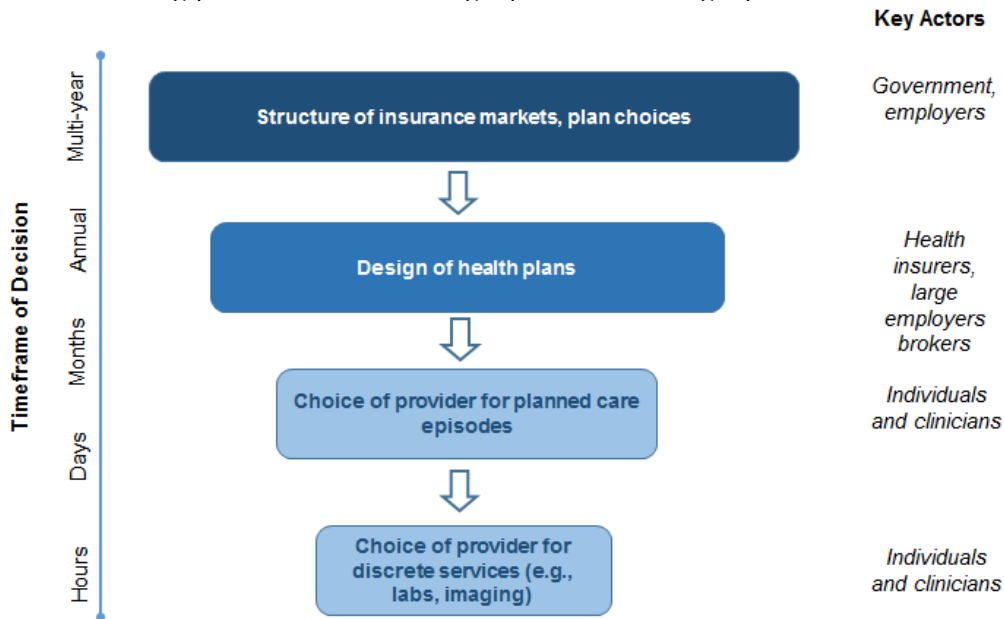 Key Actors
Multi-year
Structure of insurance markets, plan choices
Government,
employers
Timeframe of Decision
Annual
Design of health plans
Health
insurers,
large
employers
brokers
Months
Choice of provider for planned care
episodes
Individuals
and clinicians
Days
Hours
Choice of provider for
discrete services (e.g.,
labs, imaging)
Individuals
and clinicians